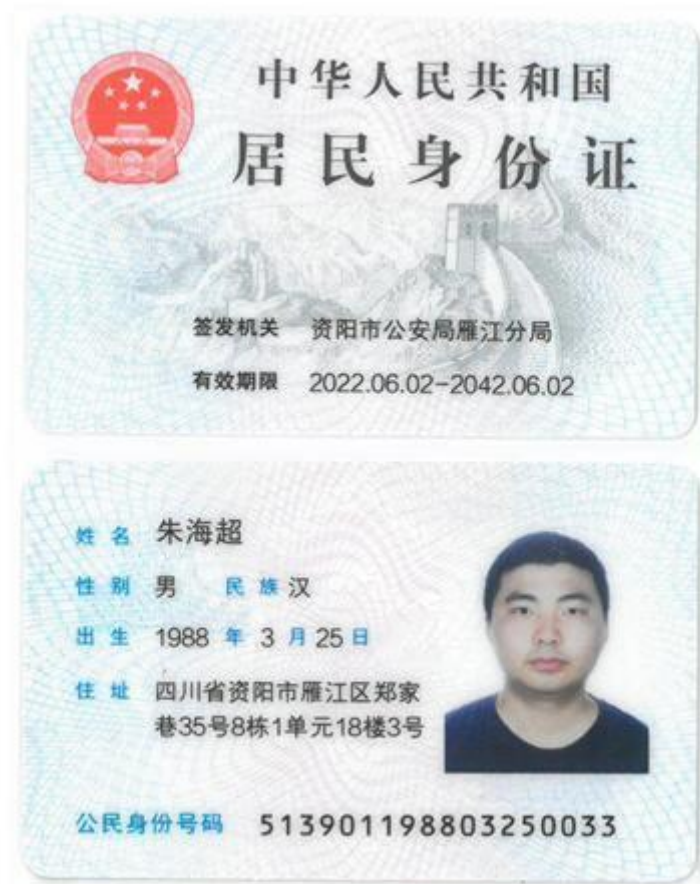 中华人民共和国
居民身份证
签发机关 资阳市公安局雁江分局
有效期限 2022.06.02-2042.06.02
姓名 朱海超
性别 男 民族 汉
出生 1988 年 3 月 25 日
住址 四川省资阳市雁江区郑家
巷35号8栋1单元18楼3号
公民身份号码 513901198803250033